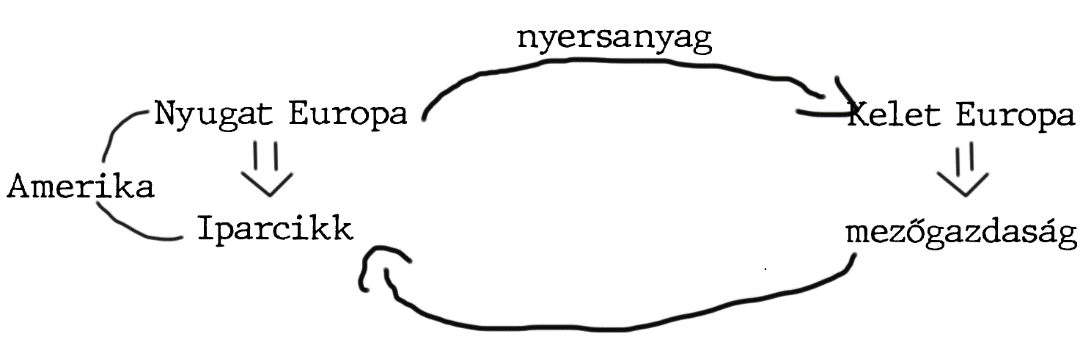 nyersanyag
Nyugat Europa
Kelet Europa
Amerika
Iparcikk
mezőgazdaság